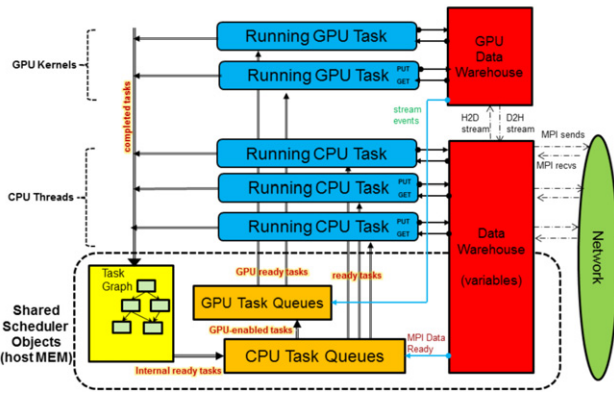 Running GPU Task
GPU
Data
Warehouse
GPU Kernels
Running GPU Task
PUT
GET
completed tasks
stream
events
H2D
stream
D2H
stream
MPI sends
MPI recvs
Running CPU Task
CPU Threads
Running CPU Task
PUT
GET
Running CPU Task
PUT
GET
Data
Warehouse
(variables)
Network
Task
Graph
GPU ready tasks
ready tasks
GPU Task Queues
Shared
Scheduler
Objects
(host MEM)
GPU-enabled tasks
MPI Data
Ready
CPU Task Queues
Internal ready tasks